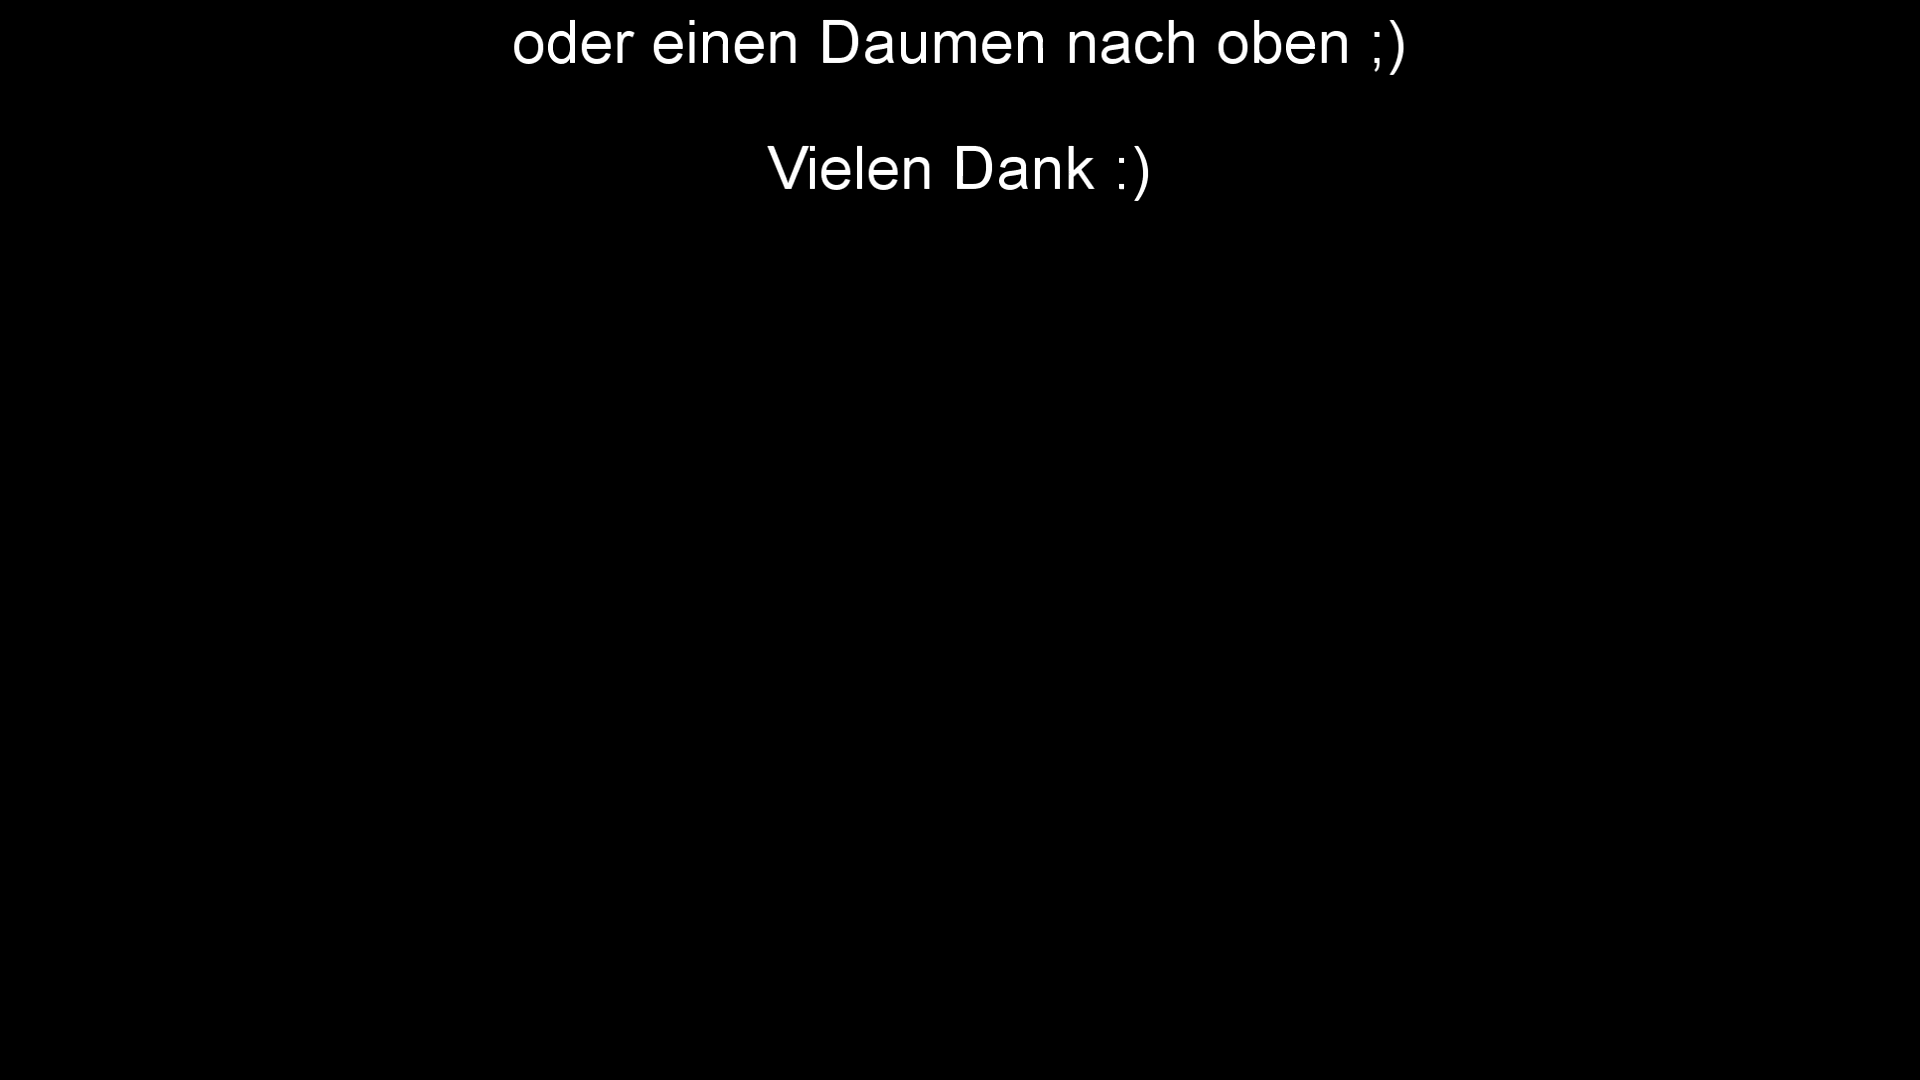 oder einen Daumen nach oben ;)
Vielen Dank :)